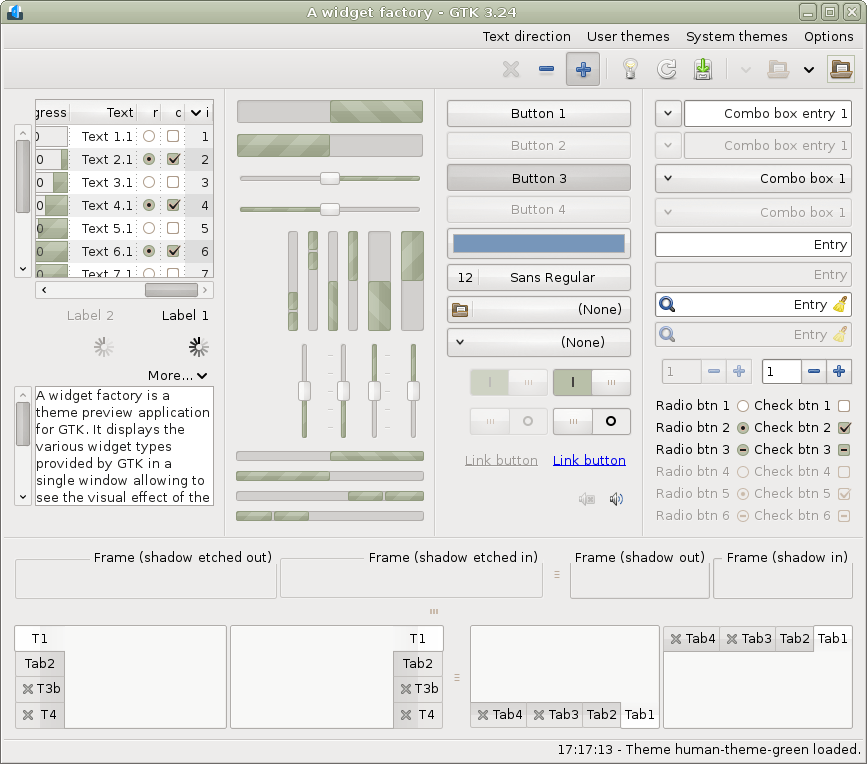 A widget factory - GTK 3.24
Text direction User themes System themes Options
gress Text r c i
0 Text 1.1 1
0 Text 2.1 2
0 Text 3.1 3
0 Text 4.1 4
0 Text 5.1 5
0 Text 6.1 6
0 Text 7.1 7
Label 2 Label 1
More...
A widget factory is a
theme preview application
for GTK. It displays the
various widget types
provided by GTK in a
single window allowing to
see the visual effect of the
Button 1
Button 2
Button 3
Button 4
12 Sans Regular
(None)
(None)
Link button Link button
Combo box entry 1
Combo box entry 1
Combo box 1
Combo box 1
Entry
Entry
Entry
Entry
1 1
Radio btn 1 Check btn 1
Radio btn 2 Check btn 2
Radio btn 3 Check btn 3
Radio btn 4 Check btn 4
Radio btn 5 Check btn 5
Radio btn 6 Check btn 6
Frame (shadow etched out) Frame (shadow etched in) Frame (shadow out) Frame (shadow in)
T1
Tab2
T3b
T4
T1
Tab2
T3b
T4
Tab4 Tab3 Tab2 Tab1
Tab4 Tab3 Tab2 Tab1
17:17:13 - Theme human-theme-green loaded.